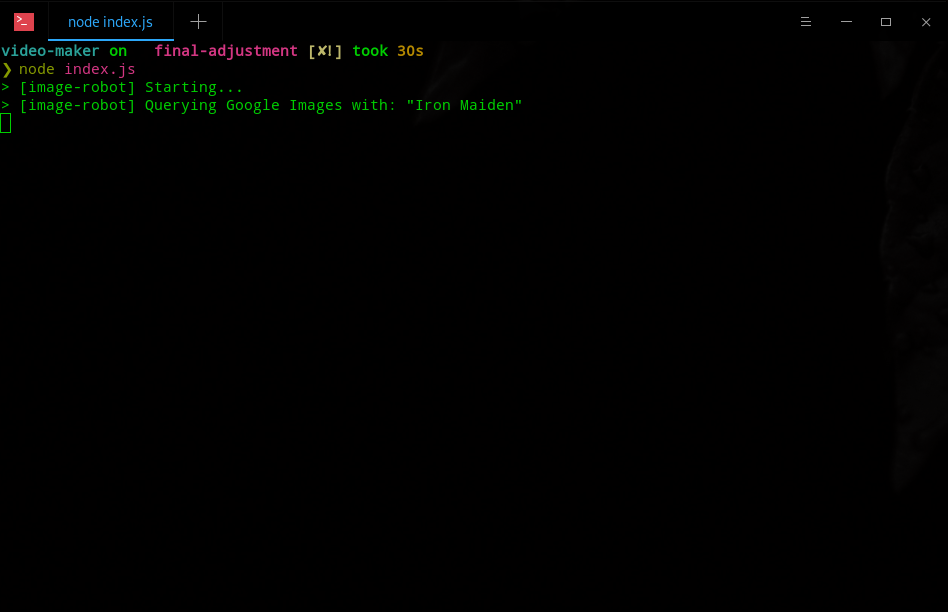 >_ node index.js
video-maker on final-adjustment [✘!] took 30s
❯ node index.js
> [image-robot] Starting...
> [image-robot] Querying Google Images with: "Iron Maiden"